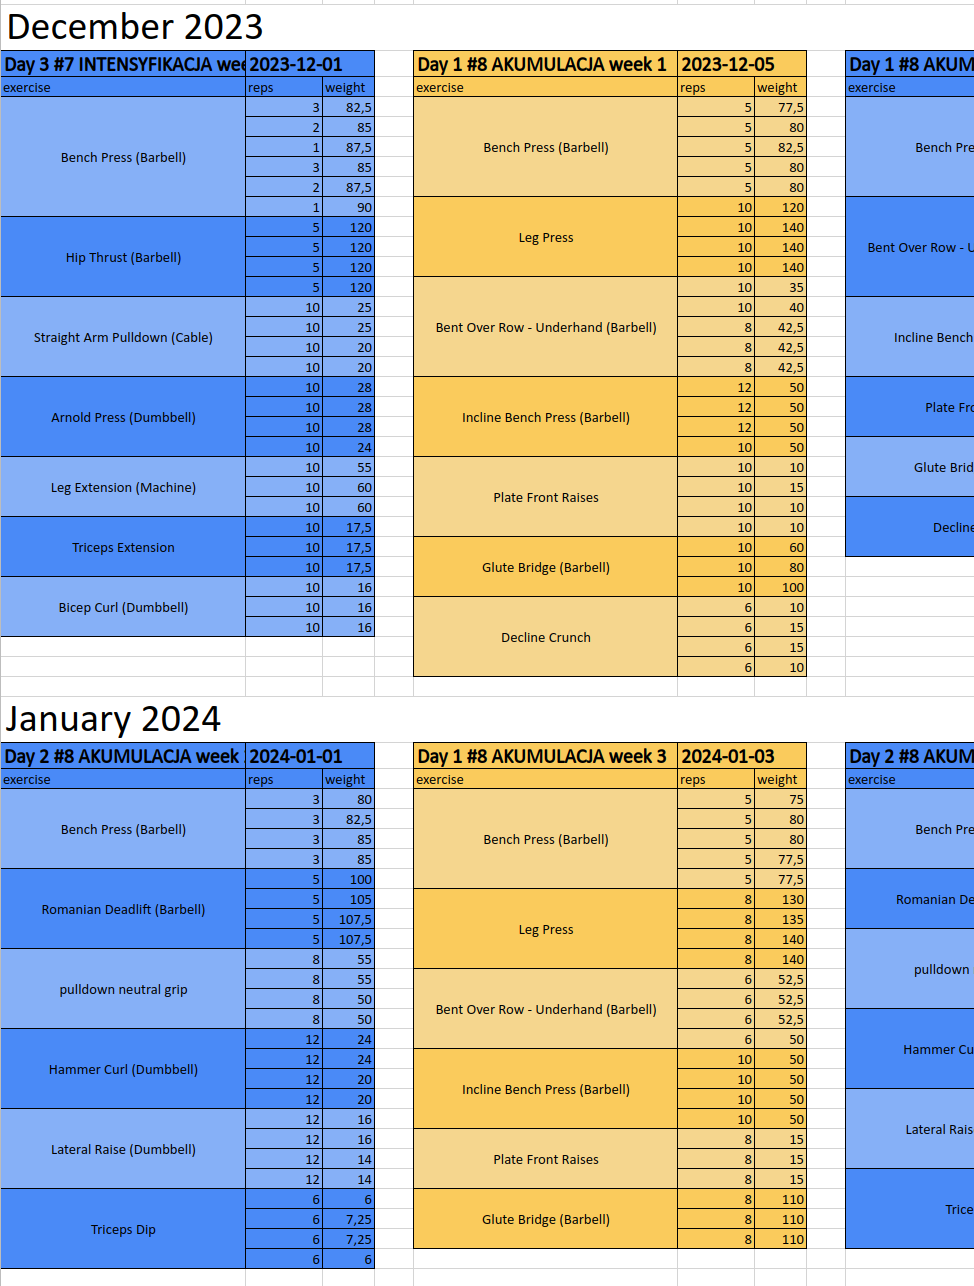 December 2023
Day 3 #7 INTENSYFIKACJA wee 2023-12-01
exercise reps weight
Bench Press (Barbell)
3 82,5
2 85
1 87,5
3 85
2 87,5
1 90
Hip Thrust (Barbell)
5 120
5 120
5 120
5 120
Straight Arm Pulldown (Cable)
10 25
10 25
10 20
10 20
Arnold Press (Dumbbell)
10 28
10 28
10 28
10 24
Leg Extension (Machine)
10 55
10 60
10 60
Triceps Extension
10 17,5
10 17,5
10 17,5
Bicep Curl (Dumbbell)
10 16
10 16
10 16
Day 1 #8 AKUMULACJA week 1 2023-12-05
exercise reps weight
Bench Press (Barbell)
5 77,5
5 80
5 82,5
5 80
5 80
Leg Press
10 120
10 140
10 140
10 140
Bent Over Row - Underhand (Barbell)
10 35
10 40
8 42,5
8 42,5
8 42,5
Incline Bench Press (Barbell)
12 50
12 50
12 50
10 50
Plate Front Raises
10 10
10 15
10 10
10 10
Glute Bridge (Barbell)
10 60
10 80
10 100
Decline Crunch
6 10
6 15
6 15
6 10
Day 1 #8 AKUM
exercise
Bench Pre
Bent Over Row - U
Incline Bench
Plate Fro
Glute Brid
Decline
January 2024
Day 2 #8 AKUMULACJA week 2024-01-01
exercise reps weight
Bench Press (Barbell)
3 80
3 82,5
3 85
3 85
Romanian Deadlift (Barbell)
5 100
5 105
5 107,5
5 107,5
pulldown neutral grip
8 55
8 55
8 50
8 50
Hammer Curl (Dumbbell)
12 24
12 24
12 20
12 20
Lateral Raise (Dumbbell)
12 16
12 16
12 14
12 14
Triceps Dip
6 6
6 7,25
6 7,25
6 6
Day 1 #8 AKUMULACJA week 3 2024-01-03
exercise reps weight
Bench Press (Barbell)
5 75
5 80
5 80
5 77,5
5 77,5
Leg Press
8 130
8 135
8 140
8 140
Bent Over Row - Underhand (Barbell)
6 52,5
6 52,5
6 52,5
6 50
Incline Bench Press (Barbell)
10 50
10 50
10 50
10 50
Plate Front Raises
8 15
8 15
8 15
Glute Bridge (Barbell)
8 110
8 110
8 110
Day 2 #8 AKUM
exercise
Bench Pre
Romanian De
pulldown
Hammer Cu
Lateral Rais
Trice